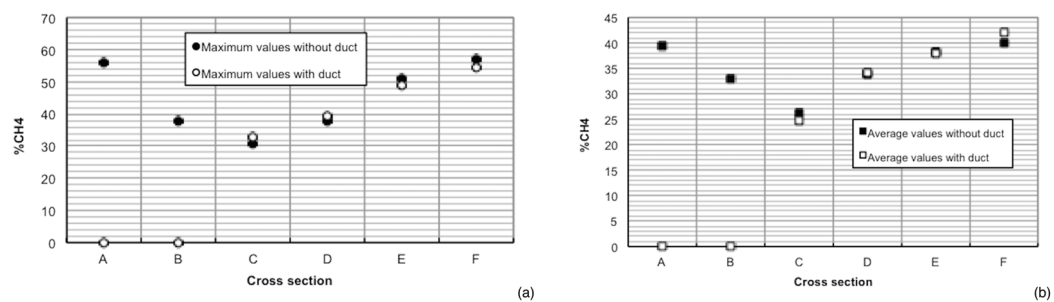 70
60
50
40
30
20
10
0
%CH4
Maximum values without duct
Maximum values with duct
A B C D E F
Cross section
(a)
45
40
35
30
25
20
15
10
5
0
%CH4
Average values without duct
Average values with duct
A B C D E F
Cross section
(b)